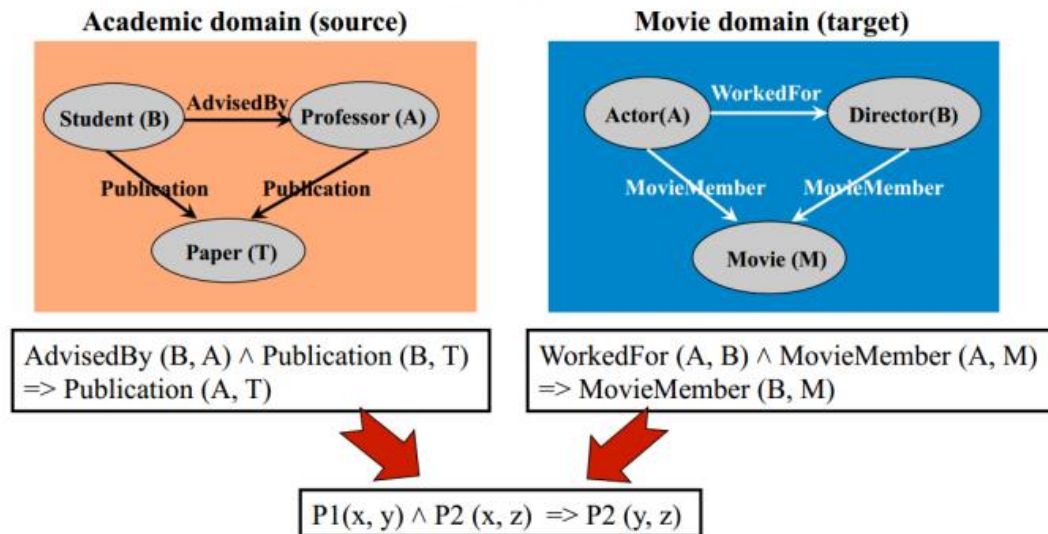 Academic domain (source)
Movie domain (target)
AdvisedBy
Student (B)
Professor (A)
Publication
Publication
Paper (T)
WorkedFor
Actor(A)
Director(B)
MovieMember
MovieMember
Movie (M)
AdvisedBy (B, A) ˄ Publication (B, T)
=> Publication (A, T)
WorkedFor (A, B) ˄ MovieMember (A, M)
=> MovieMember (B, M)
P1(x, y) ˄ P2 (x, z) => P2 (y, z)